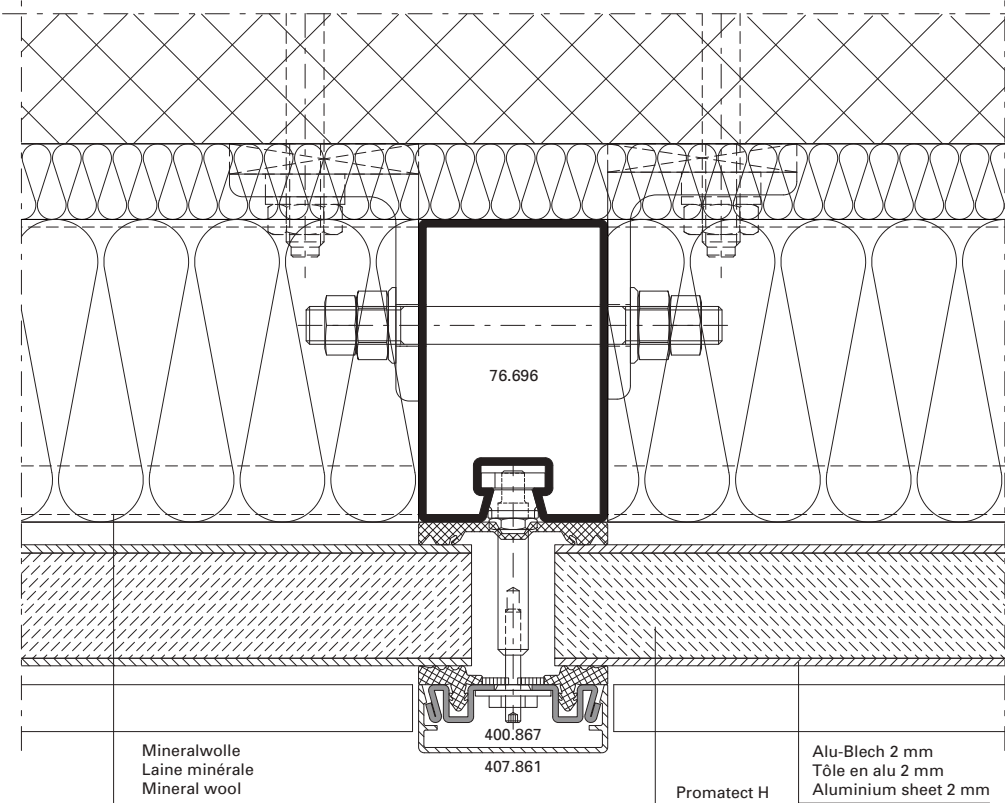 76.696
400.867
407.861
Mineralwolle
Laine minérale
Mineral wool
Promatect H
Alu-Blech 2 mm
Tôle en alu 2 mm
Aluminium sheet 2 mm